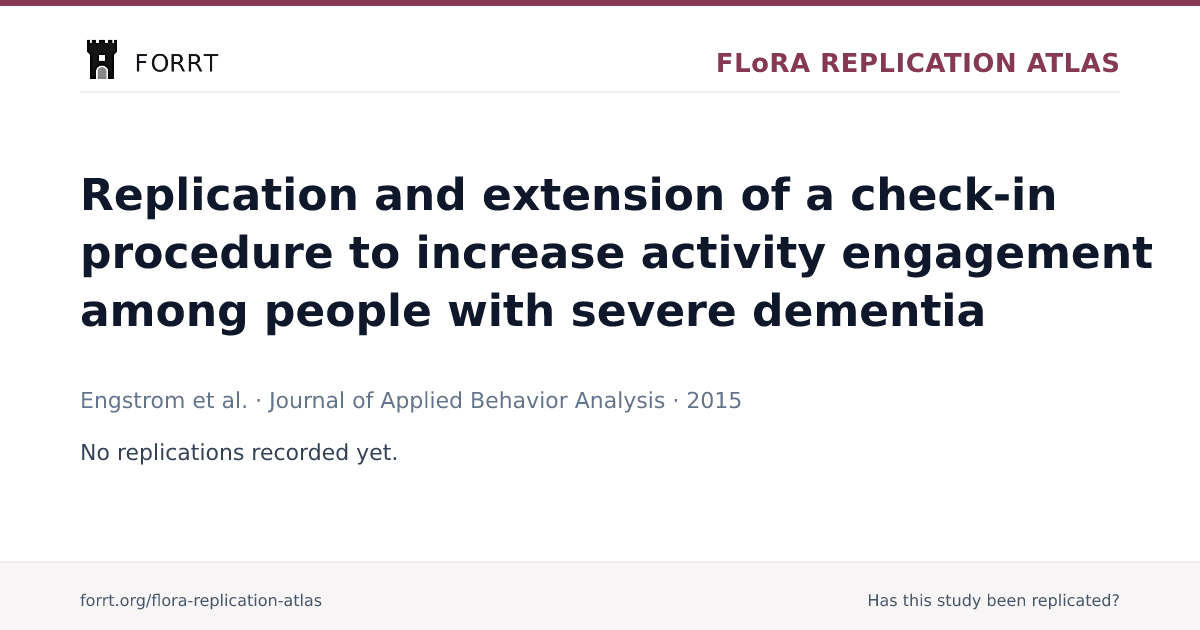 FORRT
FLoRA REPLICATION ATLAS
Replication and extension of a check-in
procedure to increase activity engagement
among people with severe dementia
Engstrom et al. · Journal of Applied Behavior Analysis · 2015
No replications recorded yet.
forrt.org/flora-replication-atlas
Has this study been replicated?